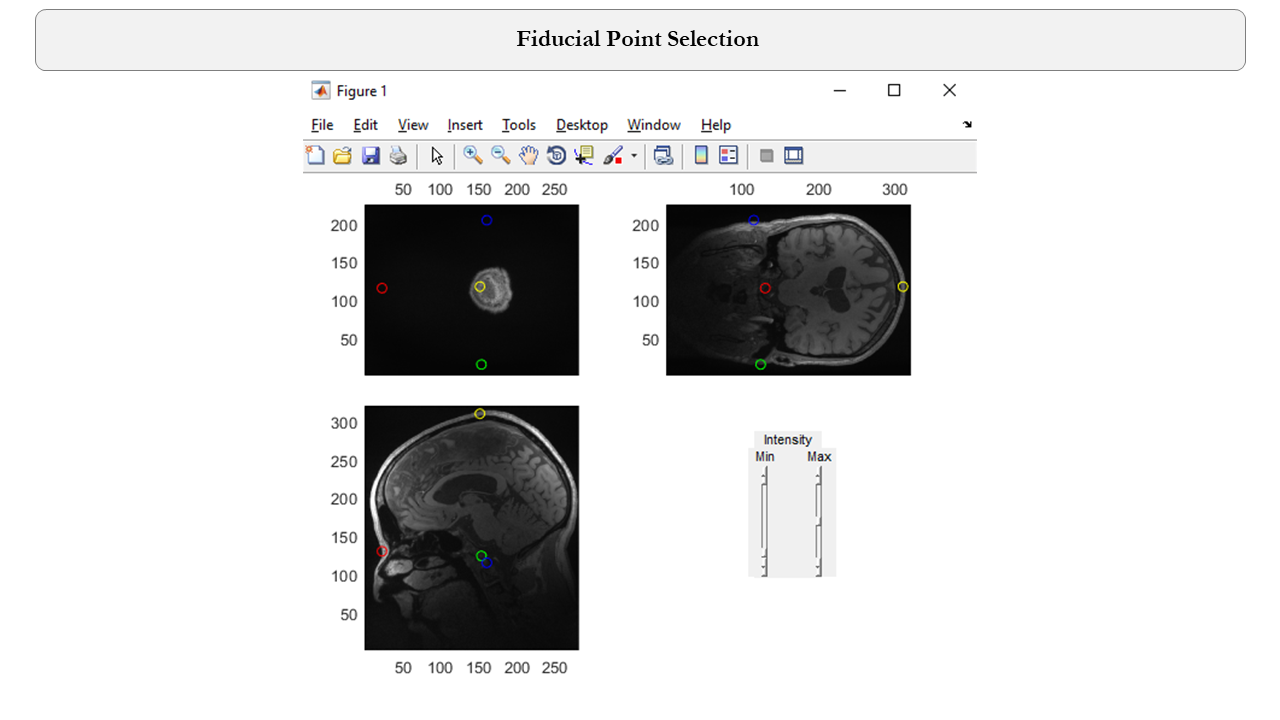 Fiducial Point Selection
Figure 1
File Edit View Insert Tools Desktop Window Help
50 100 150 200 250
200
150
100
50
100 200 300
200
150
100
50
300
250
200
150
100
50
50 100 150 200 250
Intensity
Min Max